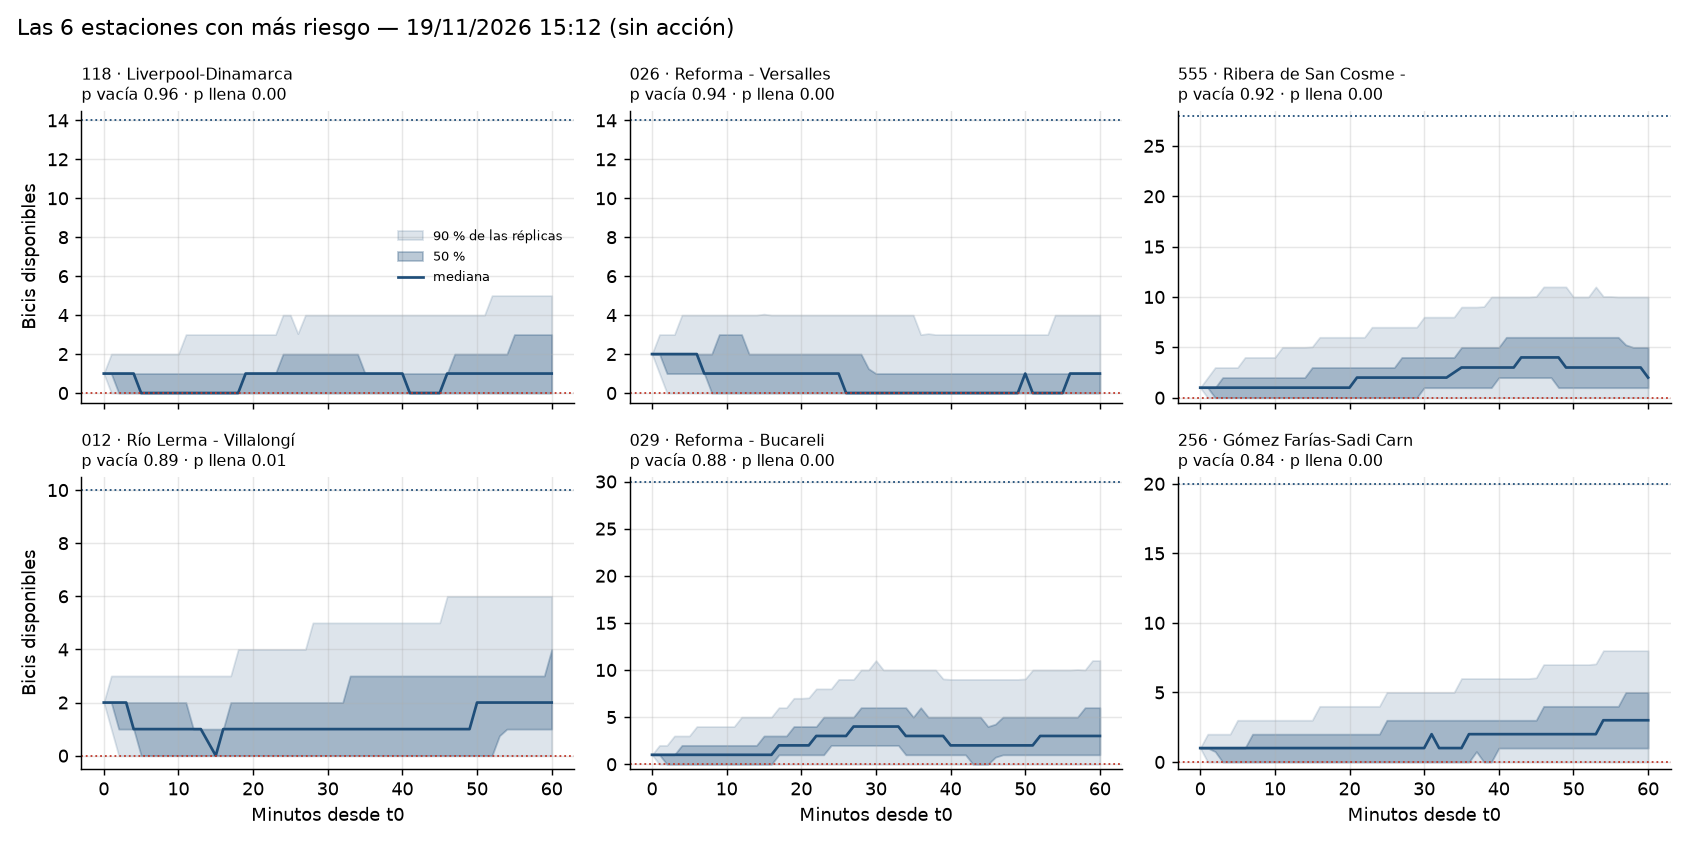 Las 6 estaciones con más riesgo — 19/11/2026 15:12 (sin acción)
118 · Liverpool-Dinamarca
p vacía 0.96 · p llena 0.00
14
12
10
8
6
4
2
0
Bicis disponibles
90 % de las réplicas
50 %
mediana
026 · Reforma - Versalles
p vacía 0.94 · p llena 0.00
14
12
10
8
6
4
2
0
555 · Ribera de San Cosme -
p vacía 0.92 · p llena 0.00
25
20
15
10
5
0
012 · Río Lerma - Villalongí
p vacía 0.89 · p llena 0.01
10
8
6
4
2
0
Bicis disponibles
0 10 20 30 40 50 60
Minutos desde t0
029 · Reforma - Bucareli
p vacía 0.88 · p llena 0.00
30
25
20
15
10
5
0
0 10 20 30 40 50 60
Minutos desde t0
256 · Gómez Farías-Sadi Carn
p vacía 0.84 · p llena 0.00
20
15
10
5
0
0 10 20 30 40 50 60
Minutos desde t0